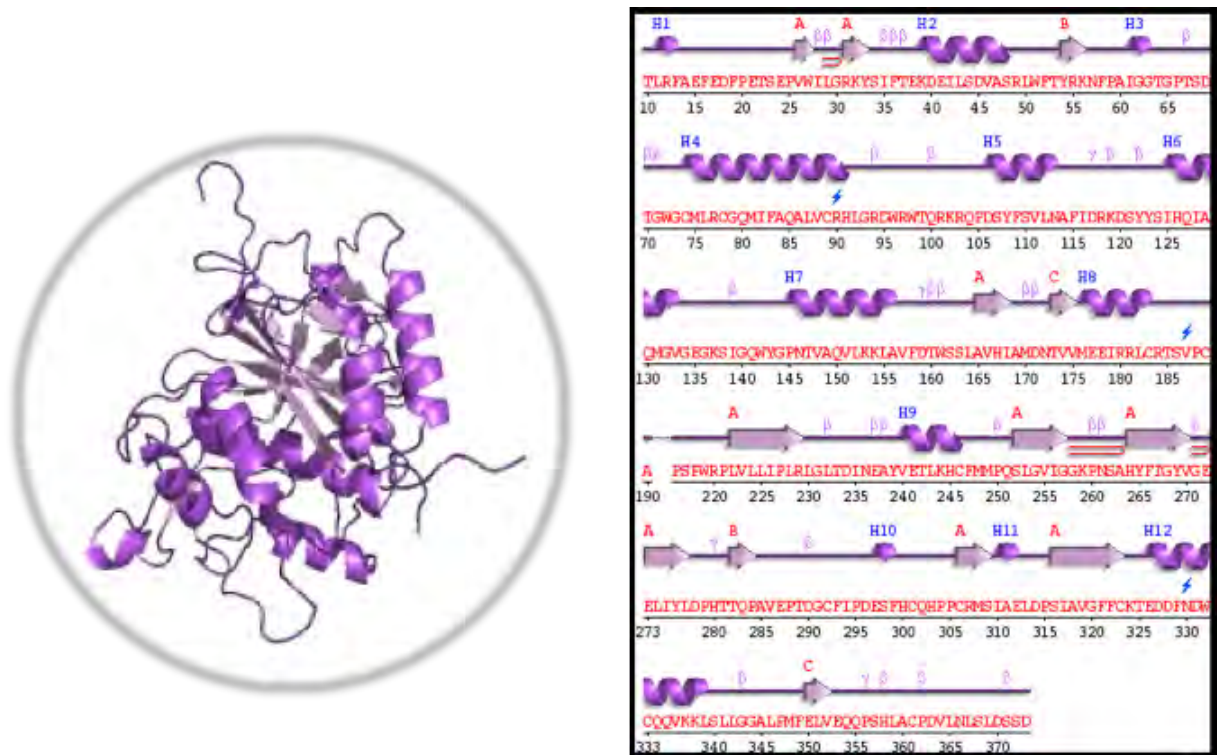 H1 A β β A β β β H2 B H3 β
TLRFAEFEDFPETSEPVWILGRKYSIFTEKDEILSDVASRLWFTYRKNFPAIGGTGPTSD
10 15 20 25 30 35 40 45 50 55 60 65
β β H4 β β H5 γ β β H6
TGWGCMLRCGQMIFAQALVCRHLGRDWRWTQRKRQPDSYFSVLNAFIDRKDSYYSIHQIA
70 75 80 85 90 95 100 105 110 115 120 125
β H7 γ β β A β β C H8
QMGVGEGKSIGQWYGPNTVAQVLKKLAVFDTWSSLAVHIAMDNTVVMEEIRRLCRTSVPC
130 135 140 145 150 155 160 165 170 175 180 185
A β β β H9 β A β β A β
A PSFWRPLVLLIPLRLGLTDINEAYVETLKHCFMMPQSLGVIGGKPNSAHYFIGYVGE
190 220 225 230 235 240 245 250 255 260 265 270
A γ B β H10 A H11 A H12
ELIYLDPHTTQPAVEPTDGCFIPDESFHCQHPPCRMSIAELDPSIAVGFFCKTEDDFNDW
273 280 285 290 295 300 305 310 315 320 325 330
β C γ β β β
CQQVKKLSLLGGALPMFELVEQQPSHLACPDVLNLSLDSSD
333 340 345 350 355 360 365 370